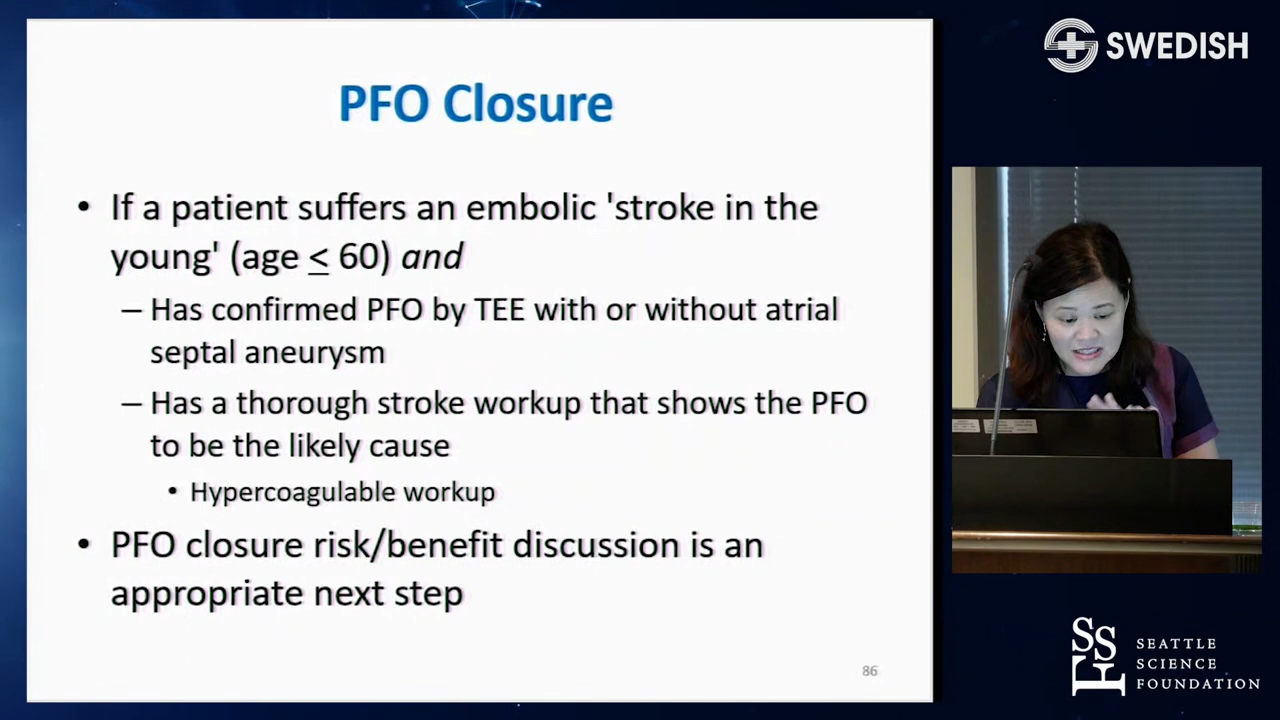 PFO Closure
• If a patient suffers an embolic 'stroke in the
young' (age ≤ 60) and
– Has confirmed PFO by TEE with or without atrial
septal aneurysm
– Has a thorough stroke workup that shows the PFO
to be the likely cause
• Hypercoagulable workup
• PFO closure risk/benefit discussion is an
appropriate next step
86
SWEDISH
SSF
SEATTLE
SCIENCE
FOUNDATION